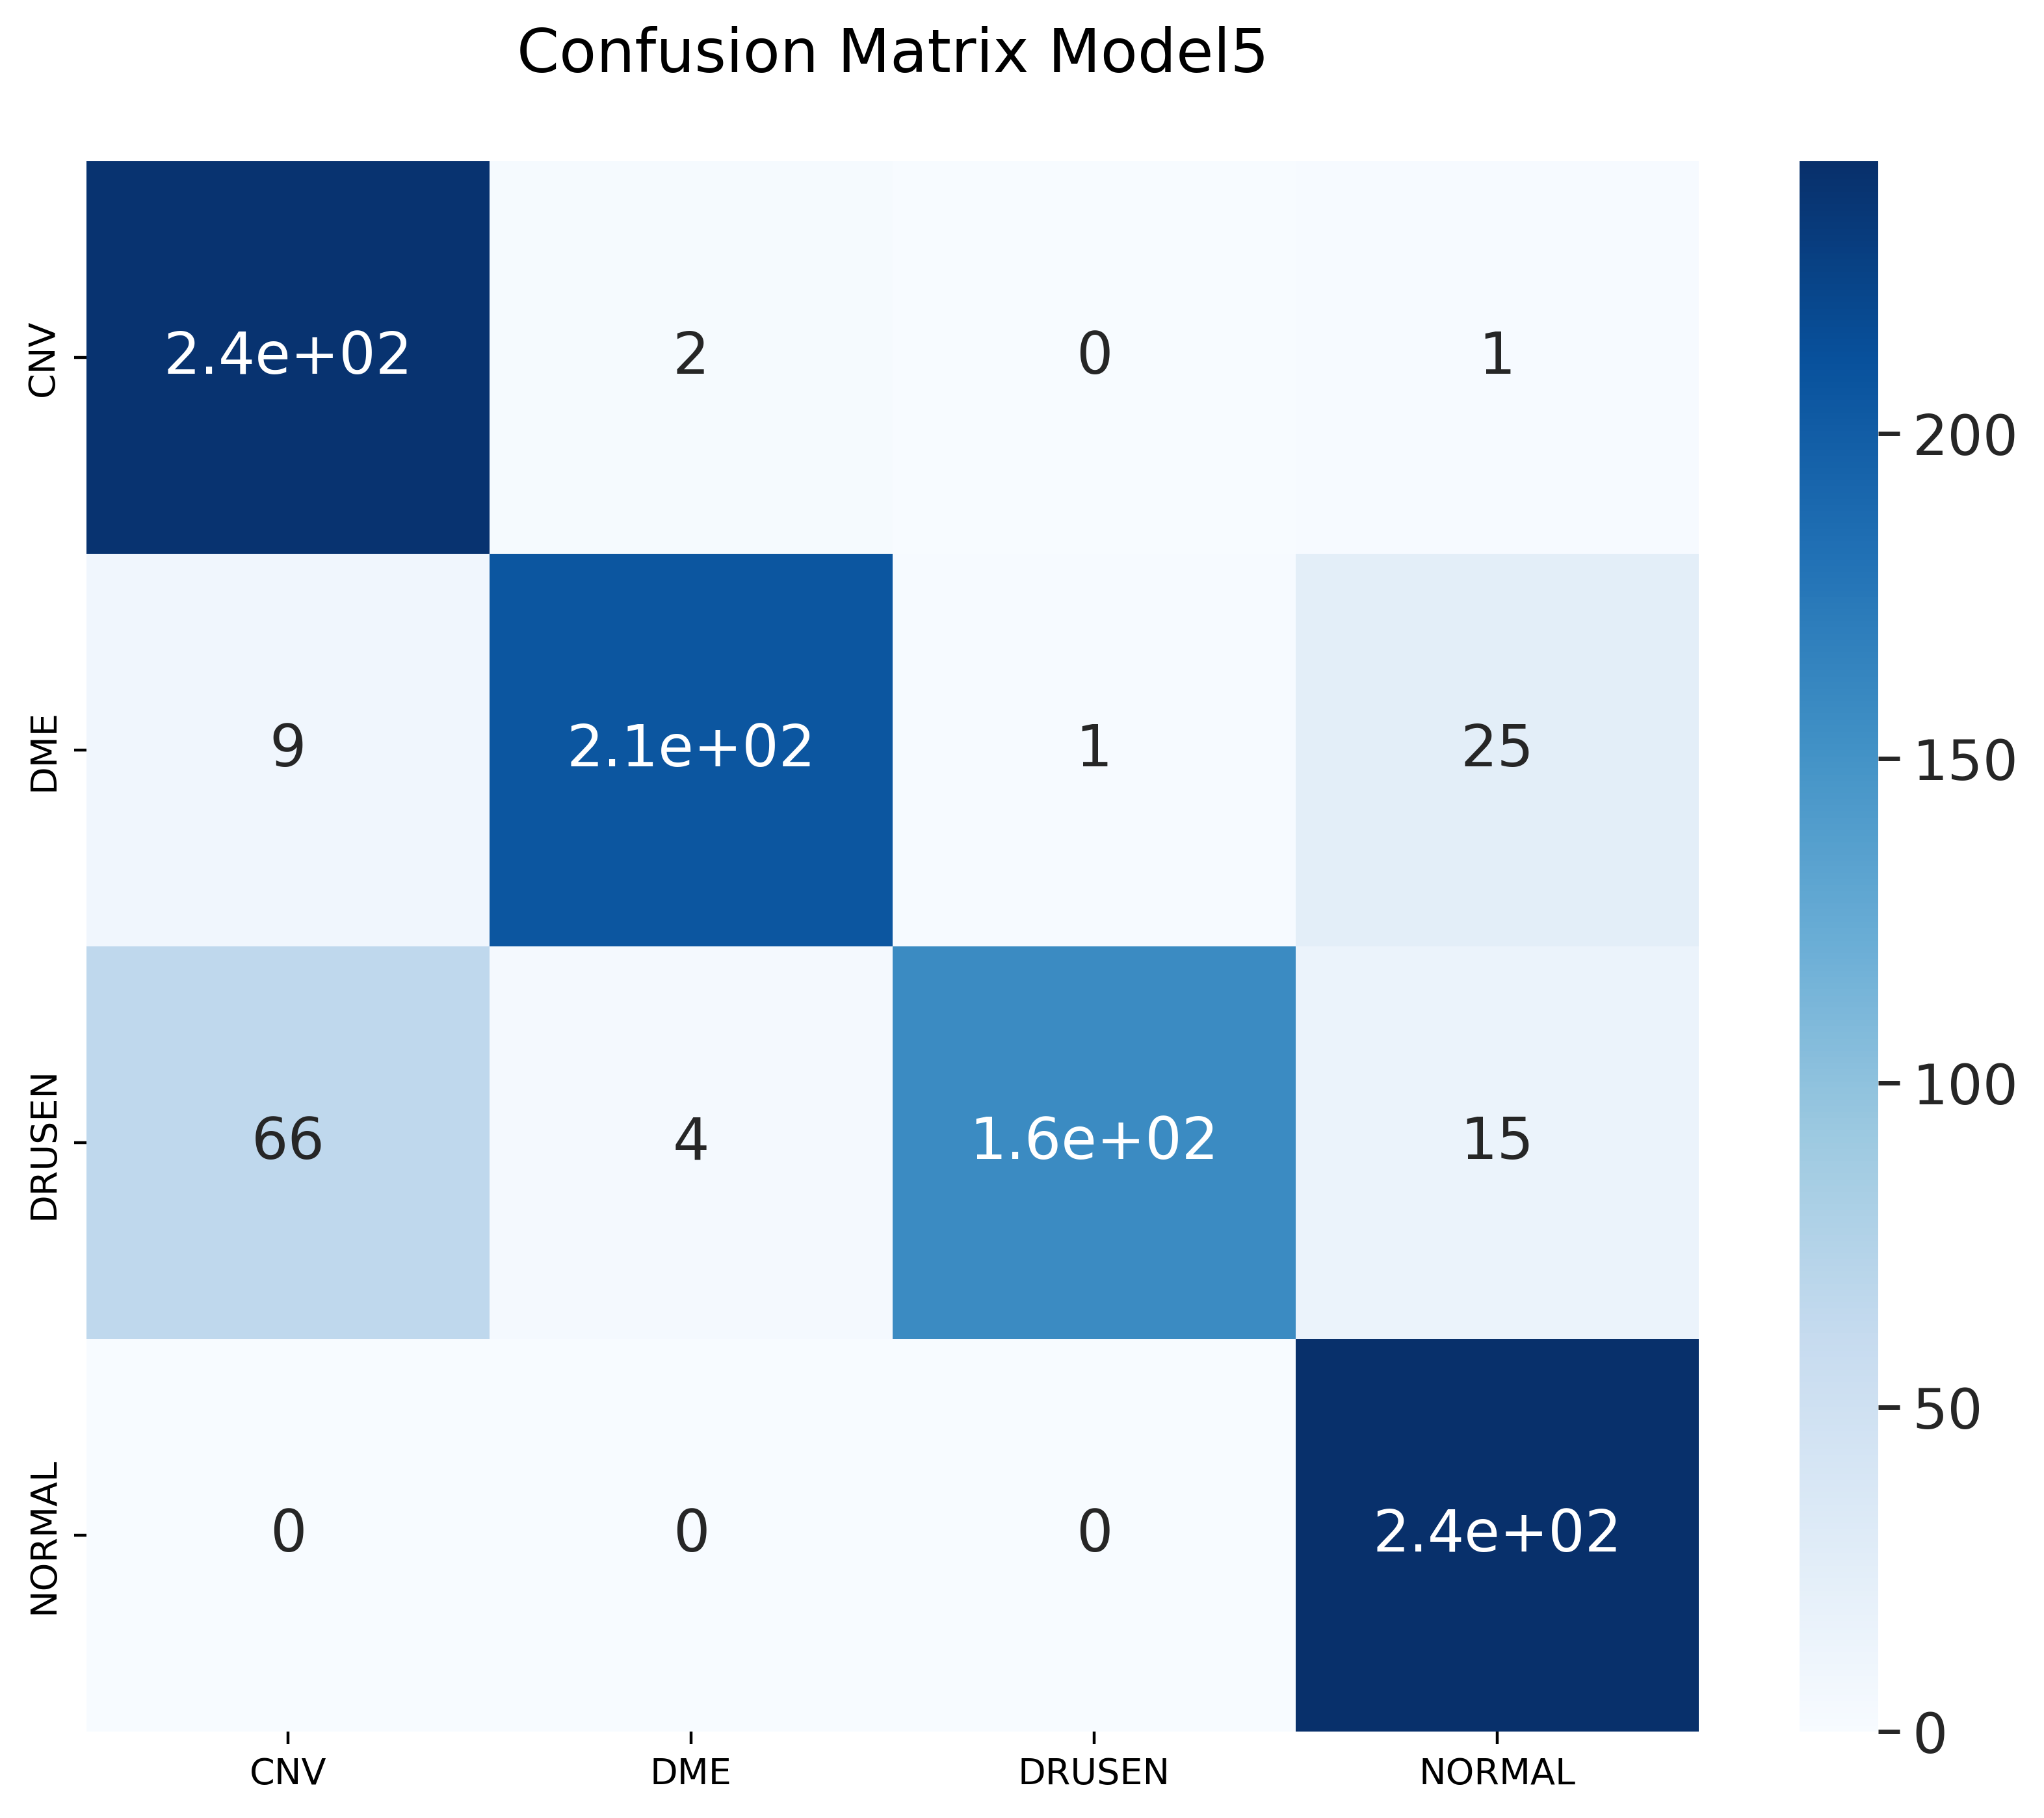 Confusion Matrix Model5
CNV
2.4e+02 2 0 1
DME
9 2.1e+02 1 25
DRUSEN
66 4 1.6e+02 15
NORMAL
0 0 0 2.4e+02
CNV DME DRUSEN NORMAL
200
150
100
50
0